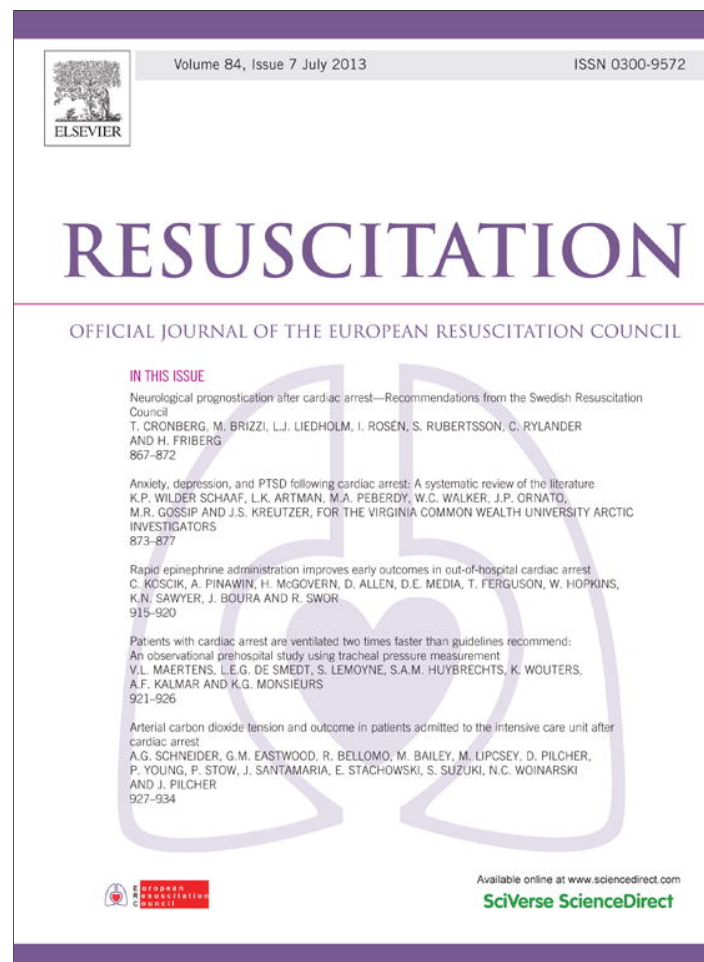 Volume 84, Issue 7 July 2013 ISSN 0300-9572
ELSEVIER
RESUSCITATION
OFFICIAL JOURNAL OF THE EUROPEAN RESUSCITATION COUNCIL
IN THIS ISSUE
Neurological prognostication after cardiac arrest—Recommendations from the Swedish Resuscitation
Council
T. CRONBERG, M. BRIZZI, L.J. LIEDHOLM, I. ROSÉN, S. RUBERTSSON, C. RYLANDER
AND H. FRIBERG
867–872
Anxiety, depression, and PTSD following cardiac arrest: A systematic review of the literature
K.P. WILDER SCHAAF, L.K. ARTMAN, M.A. PEBERDY, W.C. WALKER, J.P. ORNATO,
M.R. GOSSIP AND J.S. KREUTZER, FOR THE VIRGINIA COMMON WEALTH UNIVERSITY ARCTIC
INVESTIGATORS
873–877
Rapid epinephrine administration improves early outcomes in out-of-hospital cardiac arrest
C. KOSCIK, A. PINAWIN, H. McGOVERN, D. ALLEN, D.E. MEDIA, T. FERGUSON, W. HOPKINS,
K.N. SAWYER, J. BOURA AND R. SWOR
915–920
Patients with cardiac arrest are ventilated two times faster than guidelines recommend:
An observational prehospital study using tracheal pressure measurement
V.L. MAERTENS, L.E.G. DE SMEDT, S. LEMOYNE, S.A.M. HUYBRECHTS, K. WOUTERS,
A.F. KALMAR AND K.G. MONSIEURS
921–926
Arterial carbon dioxide tension and outcome in patients admitted to the intensive care unit after
cardiac arrest
A.G. SCHNEIDER, G.M. EASTWOOD, R. BELLOMO, M. BAILEY, M. LIPCSEY, D. PILCHER,
P. YOUNG, P. STOW, J. SANTAMARIA, E. STACHOWSKI, S. SUZUKI, N.C. WOINARSKI
AND J. PILCHER
927–934
European
Resuscitation
Council
Available online at www.sciencedirect.com
SciVerse ScienceDirect